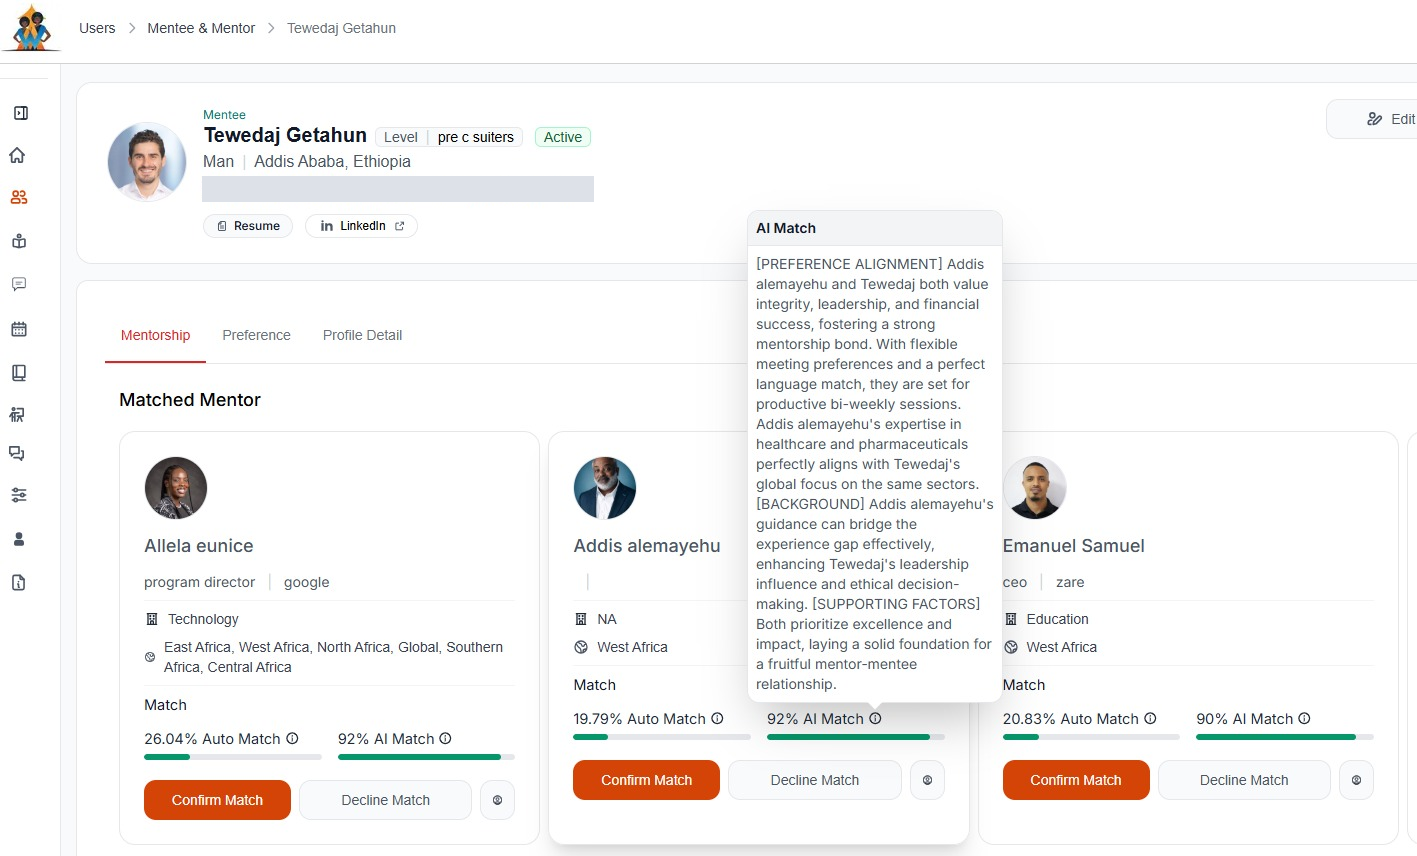 Users > Mentee & Mentor > Tewedaj Getahun
Mentee
Tewedaj Getahun Level | pre c suiters Active
Man | Addis Ababa, Ethiopia
Resume
in LinkedIn
Edit
AI Match
[PREFERENCE ALIGNMENT] Addis
alemayehu and Tewedaj both value
integrity, leadership, and financial
success, fostering a strong
mentorship bond. With flexible
meeting preferences and a perfect
language match, they are set for
productive bi-weekly sessions.
Addis alemayehu's expertise in
healthcare and pharmaceuticals
perfectly aligns with Tewedaj's
global focus on the same sectors.
[BACKGROUND] Addis alemayehu's
guidance can bridge the
experience gap effectively,
enhancing Tewedaj's leadership
influence and ethical decision-
making. [SUPPORTING FACTORS]
Both prioritize excellence and
impact, laying a solid foundation for
a fruitful mentor-mentee
relationship.
Mentorship Preference Profile Detail
Matched Mentor
Allela eunice
program director | google
Technology
East Africa, West Africa, North Africa, Global, Southern
Africa, Central Africa
Match
26.04% Auto Match 92% AI Match
Confirm Match Decline Match
Addis alemayehu
|
NA
West Africa
Match
19.79% Auto Match 92% AI Match
Confirm Match Decline Match
Emanuel Samuel
ceo | zare
Education
West Africa
Match
20.83% Auto Match 90% AI Match
Confirm Match Decline Match